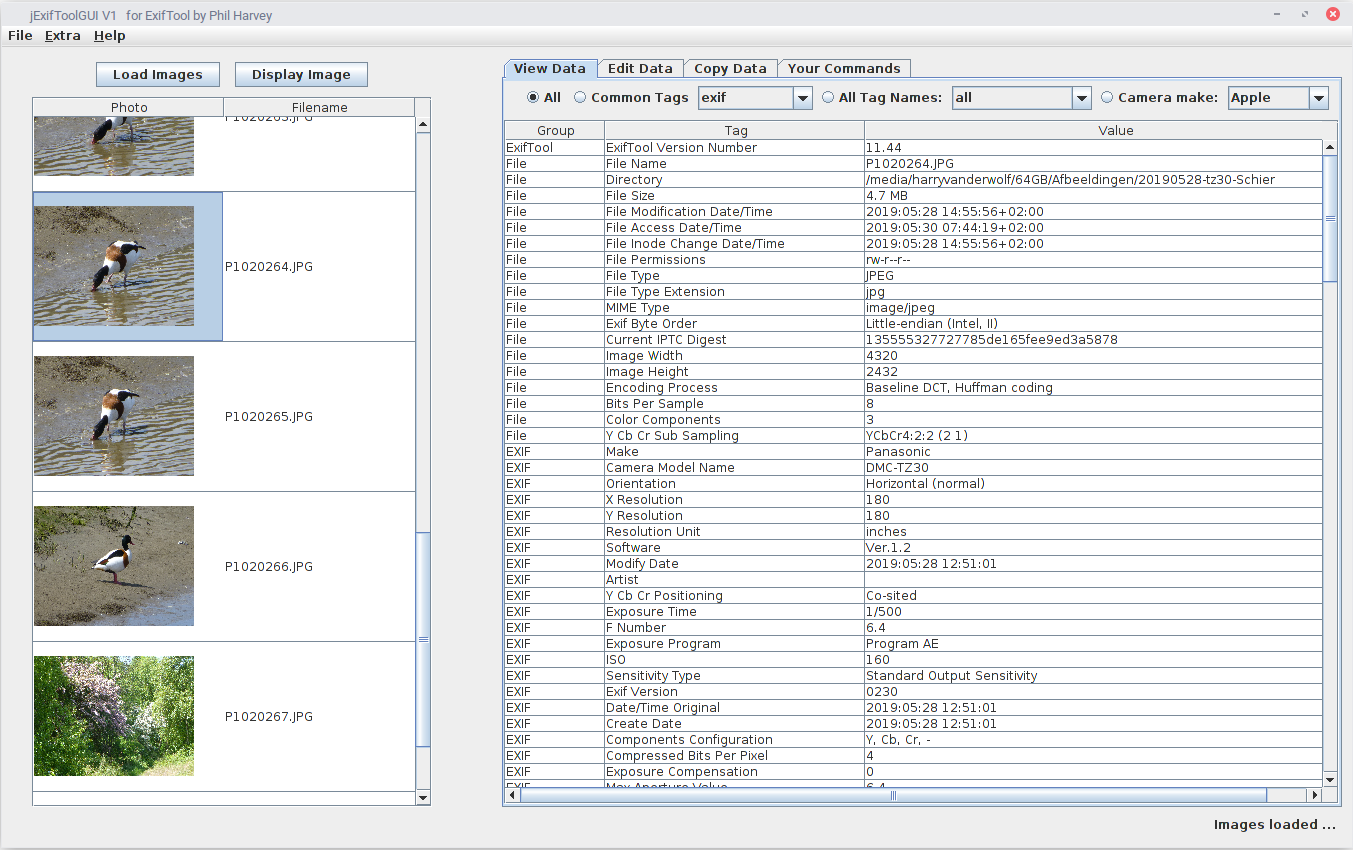 jExifToolGUI V1 for ExifTool by Phil Harvey
File Extra Help
Load Images Display Image
Photo Filename
P1020263.JPG
P1020264.JPG
P1020265.JPG
P1020266.JPG
P1020267.JPG
View Data Edit Data Copy Data Your Commands
All Common Tags exif All Tag Names: all Camera make: Apple
Group Tag Value
ExifTool ExifTool Version Number 11.44
File File Name P1020264.JPG
File Directory /media/harryvanderwolf/64GB/Afbeeldingen/20190528-tz30-Schier
File File Size 4.7 MB
File File Modification Date/Time 2019:05:28 14:55:56+02:00
File File Access Date/Time 2019:05:30 07:44:19+02:00
File File Inode Change Date/Time 2019:05:28 14:55:56+02:00
File File Permissions rw-r--r--
File File Type JPEG
File File Type Extension jpg
File MIME Type image/jpeg
File Exif Byte Order Little-endian (Intel, II)
File Current IPTC Digest 135555327727785de165fee9ed3a5878
File Image Width 4320
File Image Height 2432
File Encoding Process Baseline DCT, Huffman coding
File Bits Per Sample 8
File Color Components 3
File Y Cb Cr Sub Sampling YCbCr4:2:2 (2 1)
EXIF Make Panasonic
EXIF Camera Model Name DMC-TZ30
EXIF Orientation Horizontal (normal)
EXIF X Resolution 180
EXIF Y Resolution 180
EXIF Resolution Unit inches
EXIF Software Ver.1.2
EXIF Modify Date 2019:05:28 12:51:01
EXIF Artist
EXIF Y Cb Cr Positioning Co-sited
EXIF Exposure Time 1/500
EXIF F Number 6.4
EXIF Exposure Program Program AE
EXIF ISO 160
EXIF Sensitivity Type Standard Output Sensitivity
EXIF Exif Version 0230
EXIF Date/Time Original 2019:05:28 12:51:01
EXIF Create Date 2019:05:28 12:51:01
EXIF Components Configuration Y, Cb, Cr, -
EXIF Compressed Bits Per Pixel 4
EXIF Exposure Compensation 0
EXIF Max Aperture Value 6.4
Images loaded ...